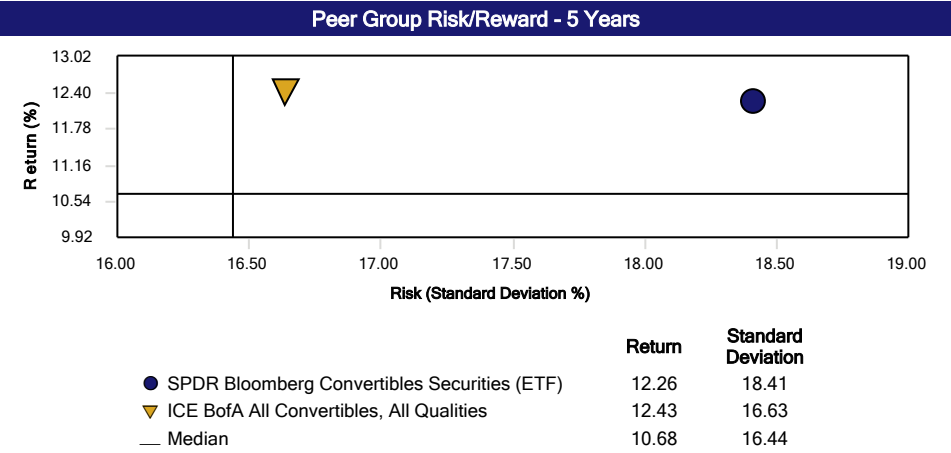 Peer Group Risk/Reward - 5 Years
13.02
12.40
11.78
11.16
10.54
9.92
Return (%)
16.00 16.50 17.00 17.50 18.00 18.50 19.00
Risk (Standard Deviation %)
Return Standard Deviation
SPDR Bloomberg Convertibles Securities (ETF) 12.26 18.41
ICE BofA All Convertibles, All Qualities 12.43 16.63
Median 10.68 16.44